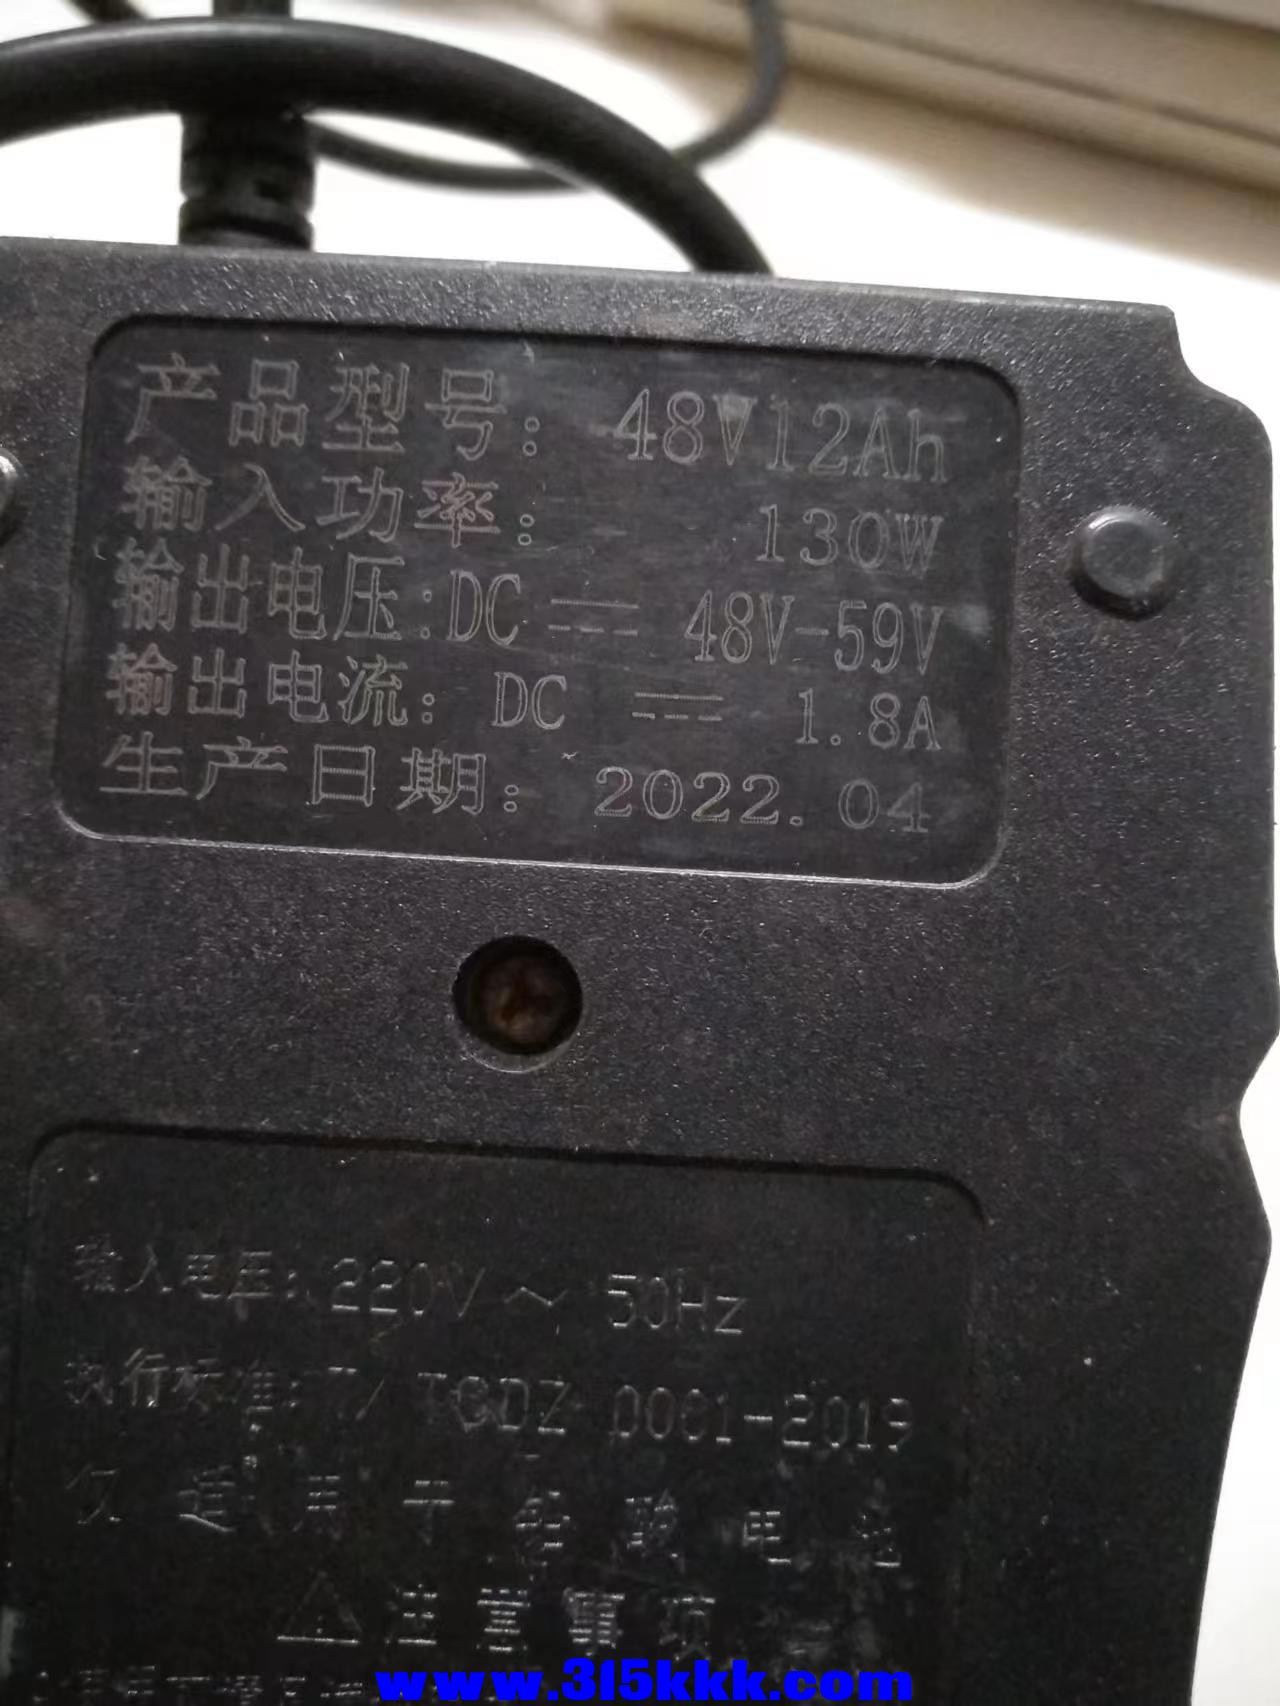 产品型号: 48V12Ah
输入功率: 130W
输出电压:DC ⎓ 48V-59V
输出电流: DC ⎓ 1.8A
生产日期: 2022.04
输入电压: 220V ～ 50Hz
执行标准: T/ TCDZ 0001-2019
仅适用于铅酸电池
⚠注意事项
www.315kkk.com